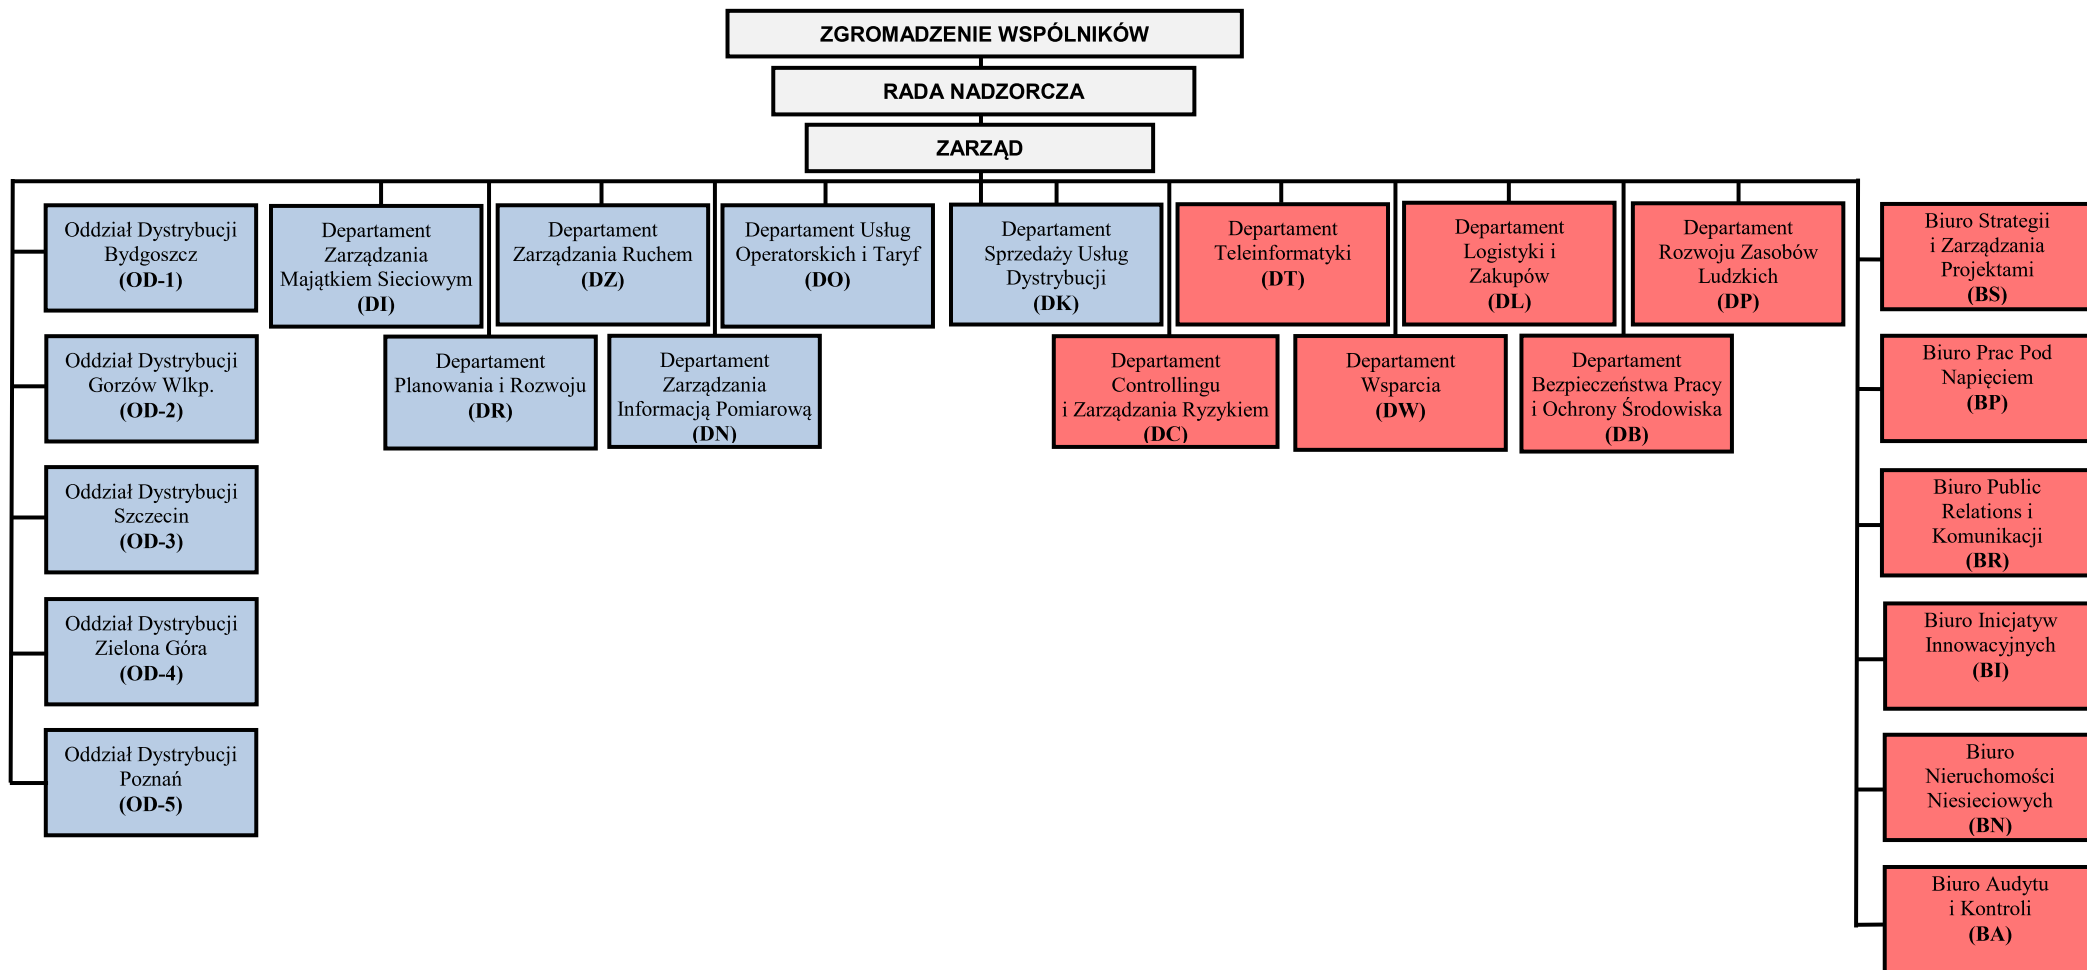 ZGROMADZENIE WSPÓLNIKÓW
RADA NADZORCZA
ZARZĄD
Oddział Dystrybucji
Bydgoszcz
(OD-1)
Oddział Dystrybucji
Gorzów Wlkp.
(OD-2)
Oddział Dystrybucji
Szczecin
(OD-3)
Oddział Dystrybucji
Zielona Góra
(OD-4)
Oddział Dystrybucji
Poznań
(OD-5)
Departament
Zarządzania
Majątkiem Sieciowym
(DI)
Departament
Planowania i Rozwoju
(DR)
Departament
Zarządzania Ruchem
(DZ)
Departament
Zarządzania
Informacją Pomiarową
(DN)
Departament Usług
Operatorskich i Taryf
(DO)
Departament
Sprzedaży Usług
Dystrybucji
(DK)
Departament
Controllingu
i Zarządzania Ryzykiem
(DC)
Departament
Teleinformatyki
(DT)
Departament
Wsparcia
(DW)
Departament
Logistyki i
Zakupów
(DL)
Departament
Bezpieczeństwa Pracy
i Ochrony Środowiska
(DB)
Departament
Rozwoju Zasobów
Ludzkich
(DP)
Biuro Strategii
i Zarządzania
Projektami
(BS)
Biuro Prac Pod
Napięciem
(BP)
Biuro Public
Relations i
Komunikacji
(BR)
Biuro Inicjatyw
Innowacyjnych
(BI)
Biuro
Nieruchomości
Niesieciowych
(BN)
Biuro Audytu
i Kontroli
(BA)